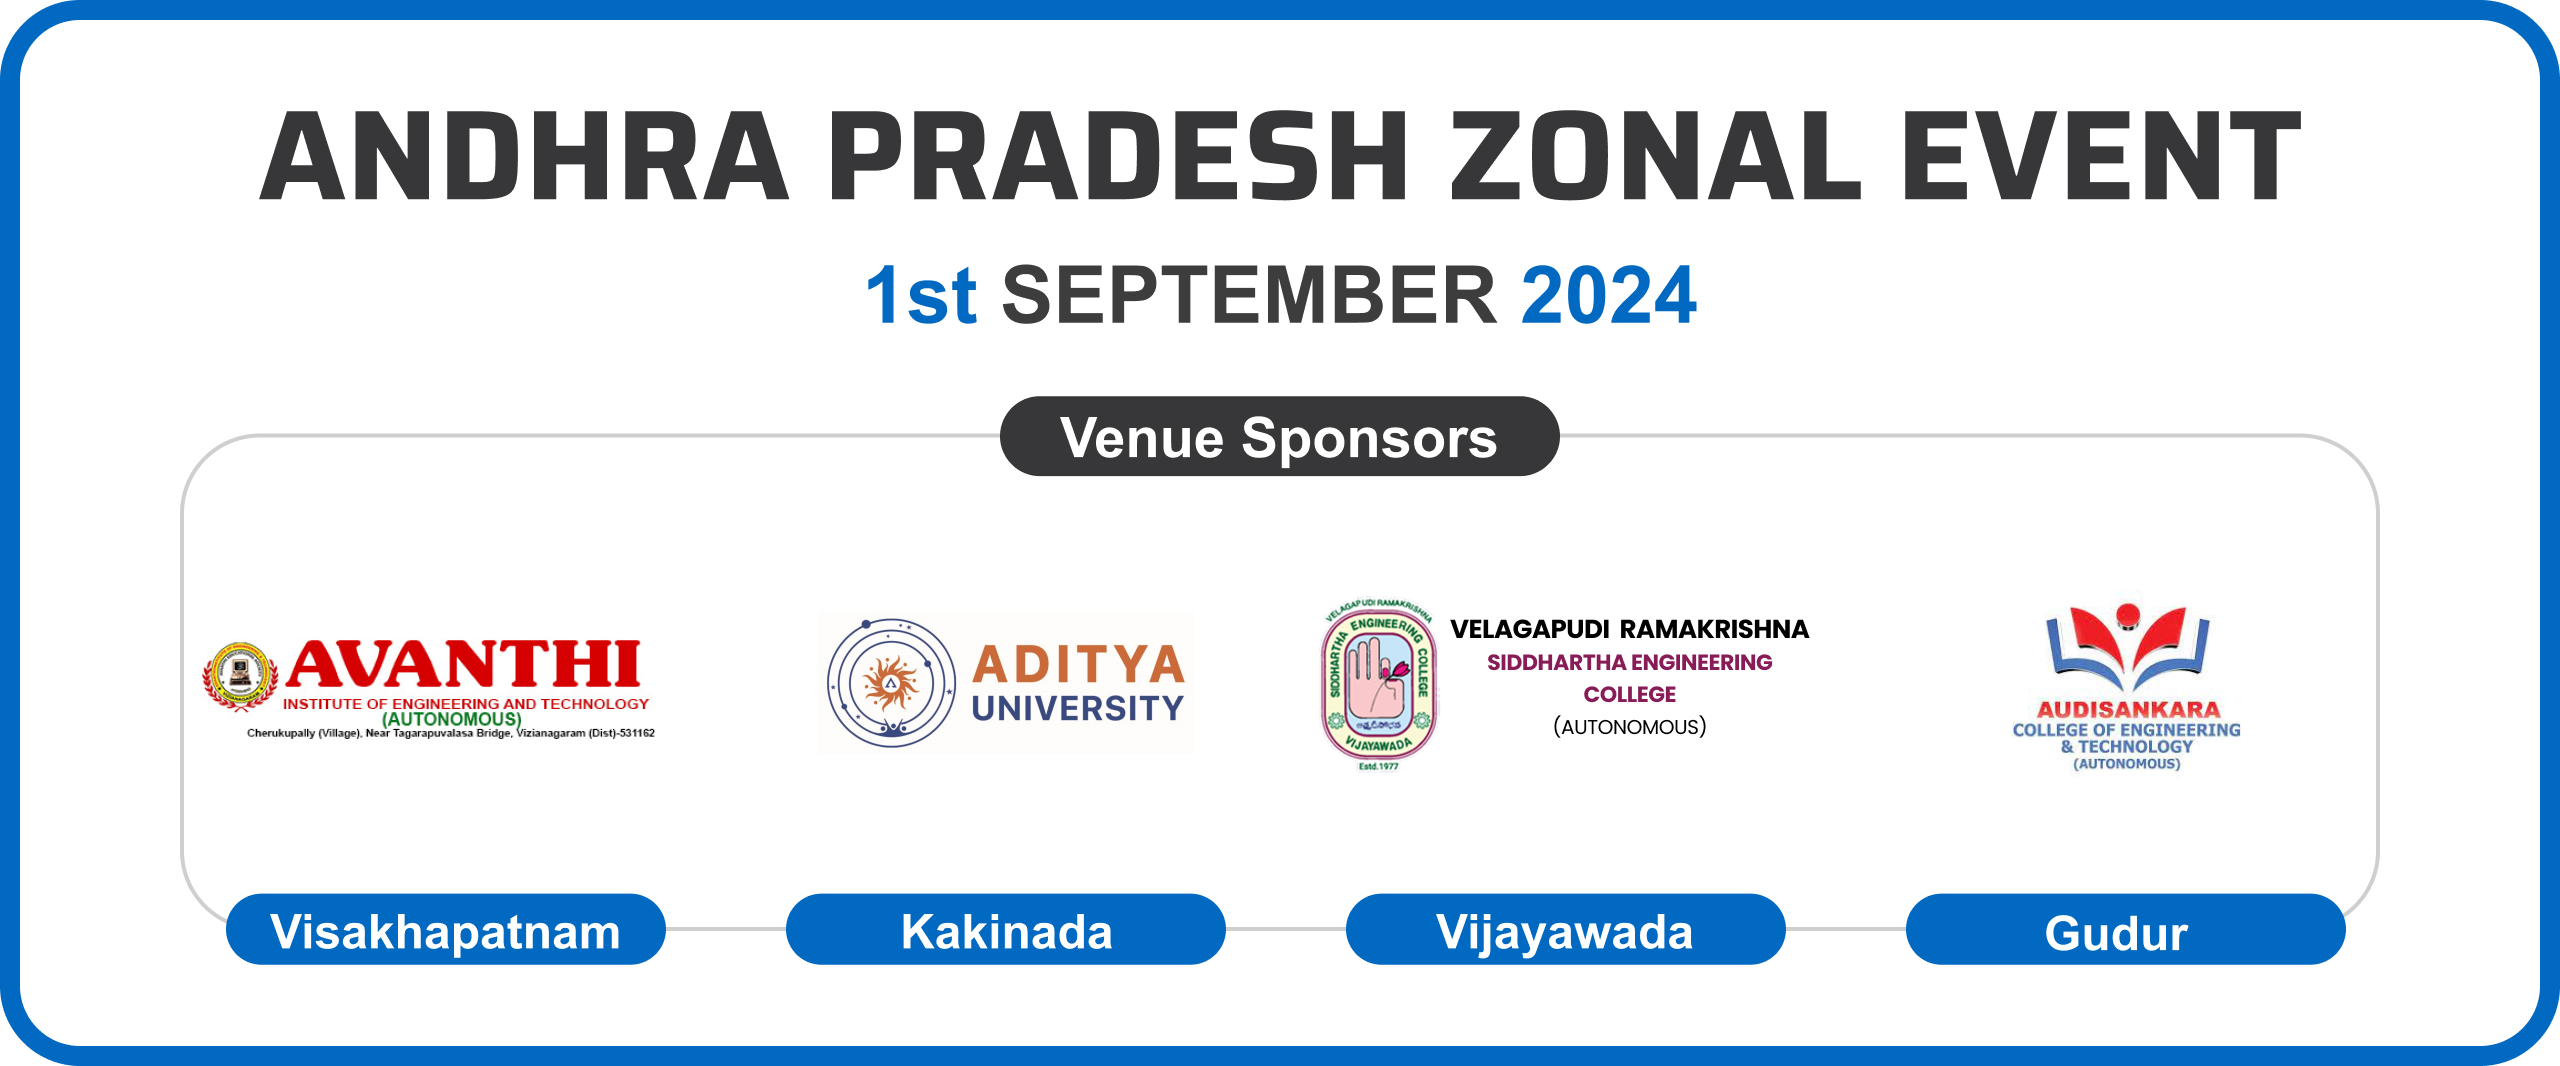 ANDHRA PRADESH ZONAL EVENT
1st SEPTEMBER 2024
Venue Sponsors
AVANTHI
INSTITUTE OF ENGINEERING AND TECHNOLOGY
(AUTONOMOUS)
Cherukupally (Village), Near Tagarapuvalasa Bridge, Vizianagaram (Dist)-531162
ADITYA
UNIVERSITY
VELAGAPUDI RAMAKRISHNA
SIDDHARTHA ENGINEERING COLLEGE
VIJAYAWADA
Estd.1977
VELAGAPUDI RAMAKRISHNA
SIDDHARTHA ENGINEERING
COLLEGE
(AUTONOMOUS)
AUDISANKARA
COLLEGE OF ENGINEERING
& TECHNOLOGY
(AUTONOMOUS)
Visakhapatnam
Kakinada
Vijayawada
Gudur